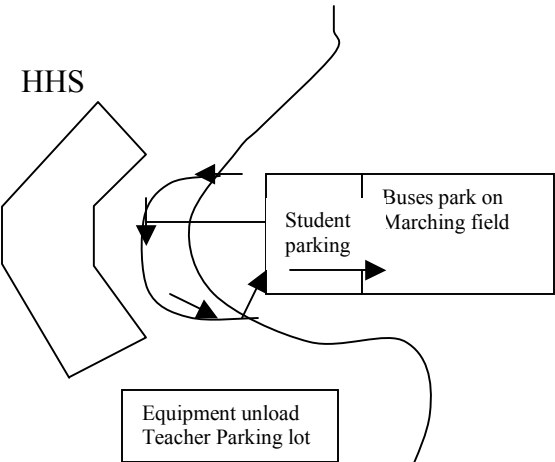 HHS
Student
parking
Buses park on
Marching field
Equipment unload
Teacher Parking lot